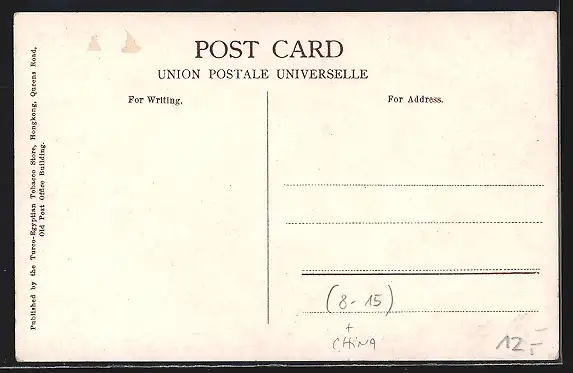 POST CARD
UNION POSTALE UNIVERSELLE
For Writing.
For Address.
Published by the Turco-Egyptian Tobacco Store, Hongkong, Queens Road,
Old Post Office Building.
(8-15)
+
CHINA
12,-